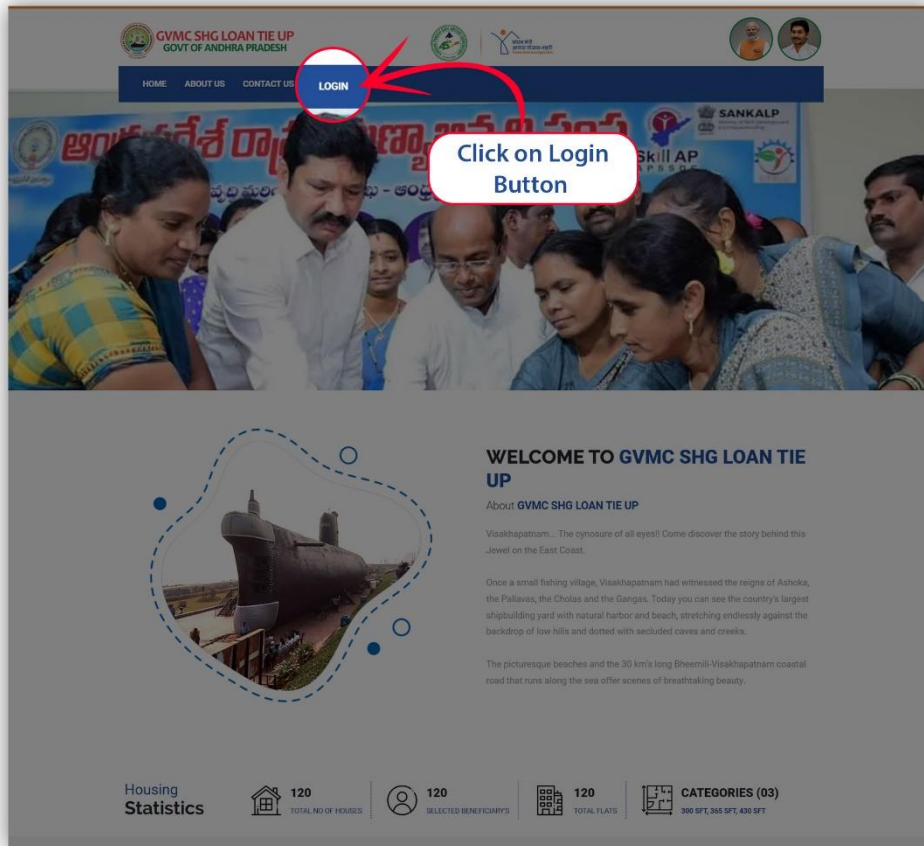 GVMC SHG LOAN TIE UP
GOVT OF ANDHRA PRADESH
HOME ABOUT US CONTACT US LOGIN
SANKALP
Skill AP
APSSDC
Click on Login
Button
WELCOME TO GVMC SHG LOAN TIE
UP
About GVMC SHG LOAN TIE UP
Visakhapatnam... The cynosure of all eyes!! Come discover the story behind this
Jewel on the East Coast.
Once a small fishing village, Visakhapatnam had witnessed the reigns of Ashoka,
the Pallavas, the Cholas and the Gangas. Today you can see the country's largest
shipbuilding yard with natural harbor and beach, stretching endlessly against the
backdrop of low hills and dotted with secluded caves and creeks.
The picturesque beaches and the 30 km's long Bheemili-Visakhapatnam coastal
road that runs along the sea offer scenes of breathtaking beauty.
Housing
Statistics
120
TOTAL NO OF HOUSES
120
SELECTED BENEFICIARY'S
120
TOTAL FLATS
CATEGORIES (03)
300 SFT, 365 SFT, 430 SFT